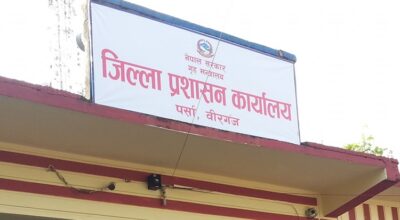 नेपाल सरकार
गृह मन्त्रालय
जिल्ला प्रशासन कार्यालय
पर्सा, वीरगंज